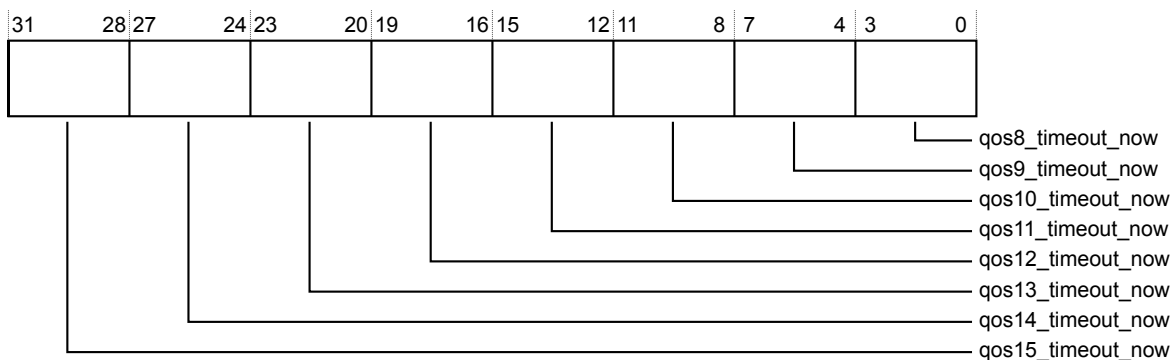 31 28 27 24 23 20 19 16 15 12 11 8 7 4 3 0
qos8_timeout_now
qos9_timeout_now
qos10_timeout_now
qos11_timeout_now
qos12_timeout_now
qos13_timeout_now
qos14_timeout_now
qos15_timeout_now